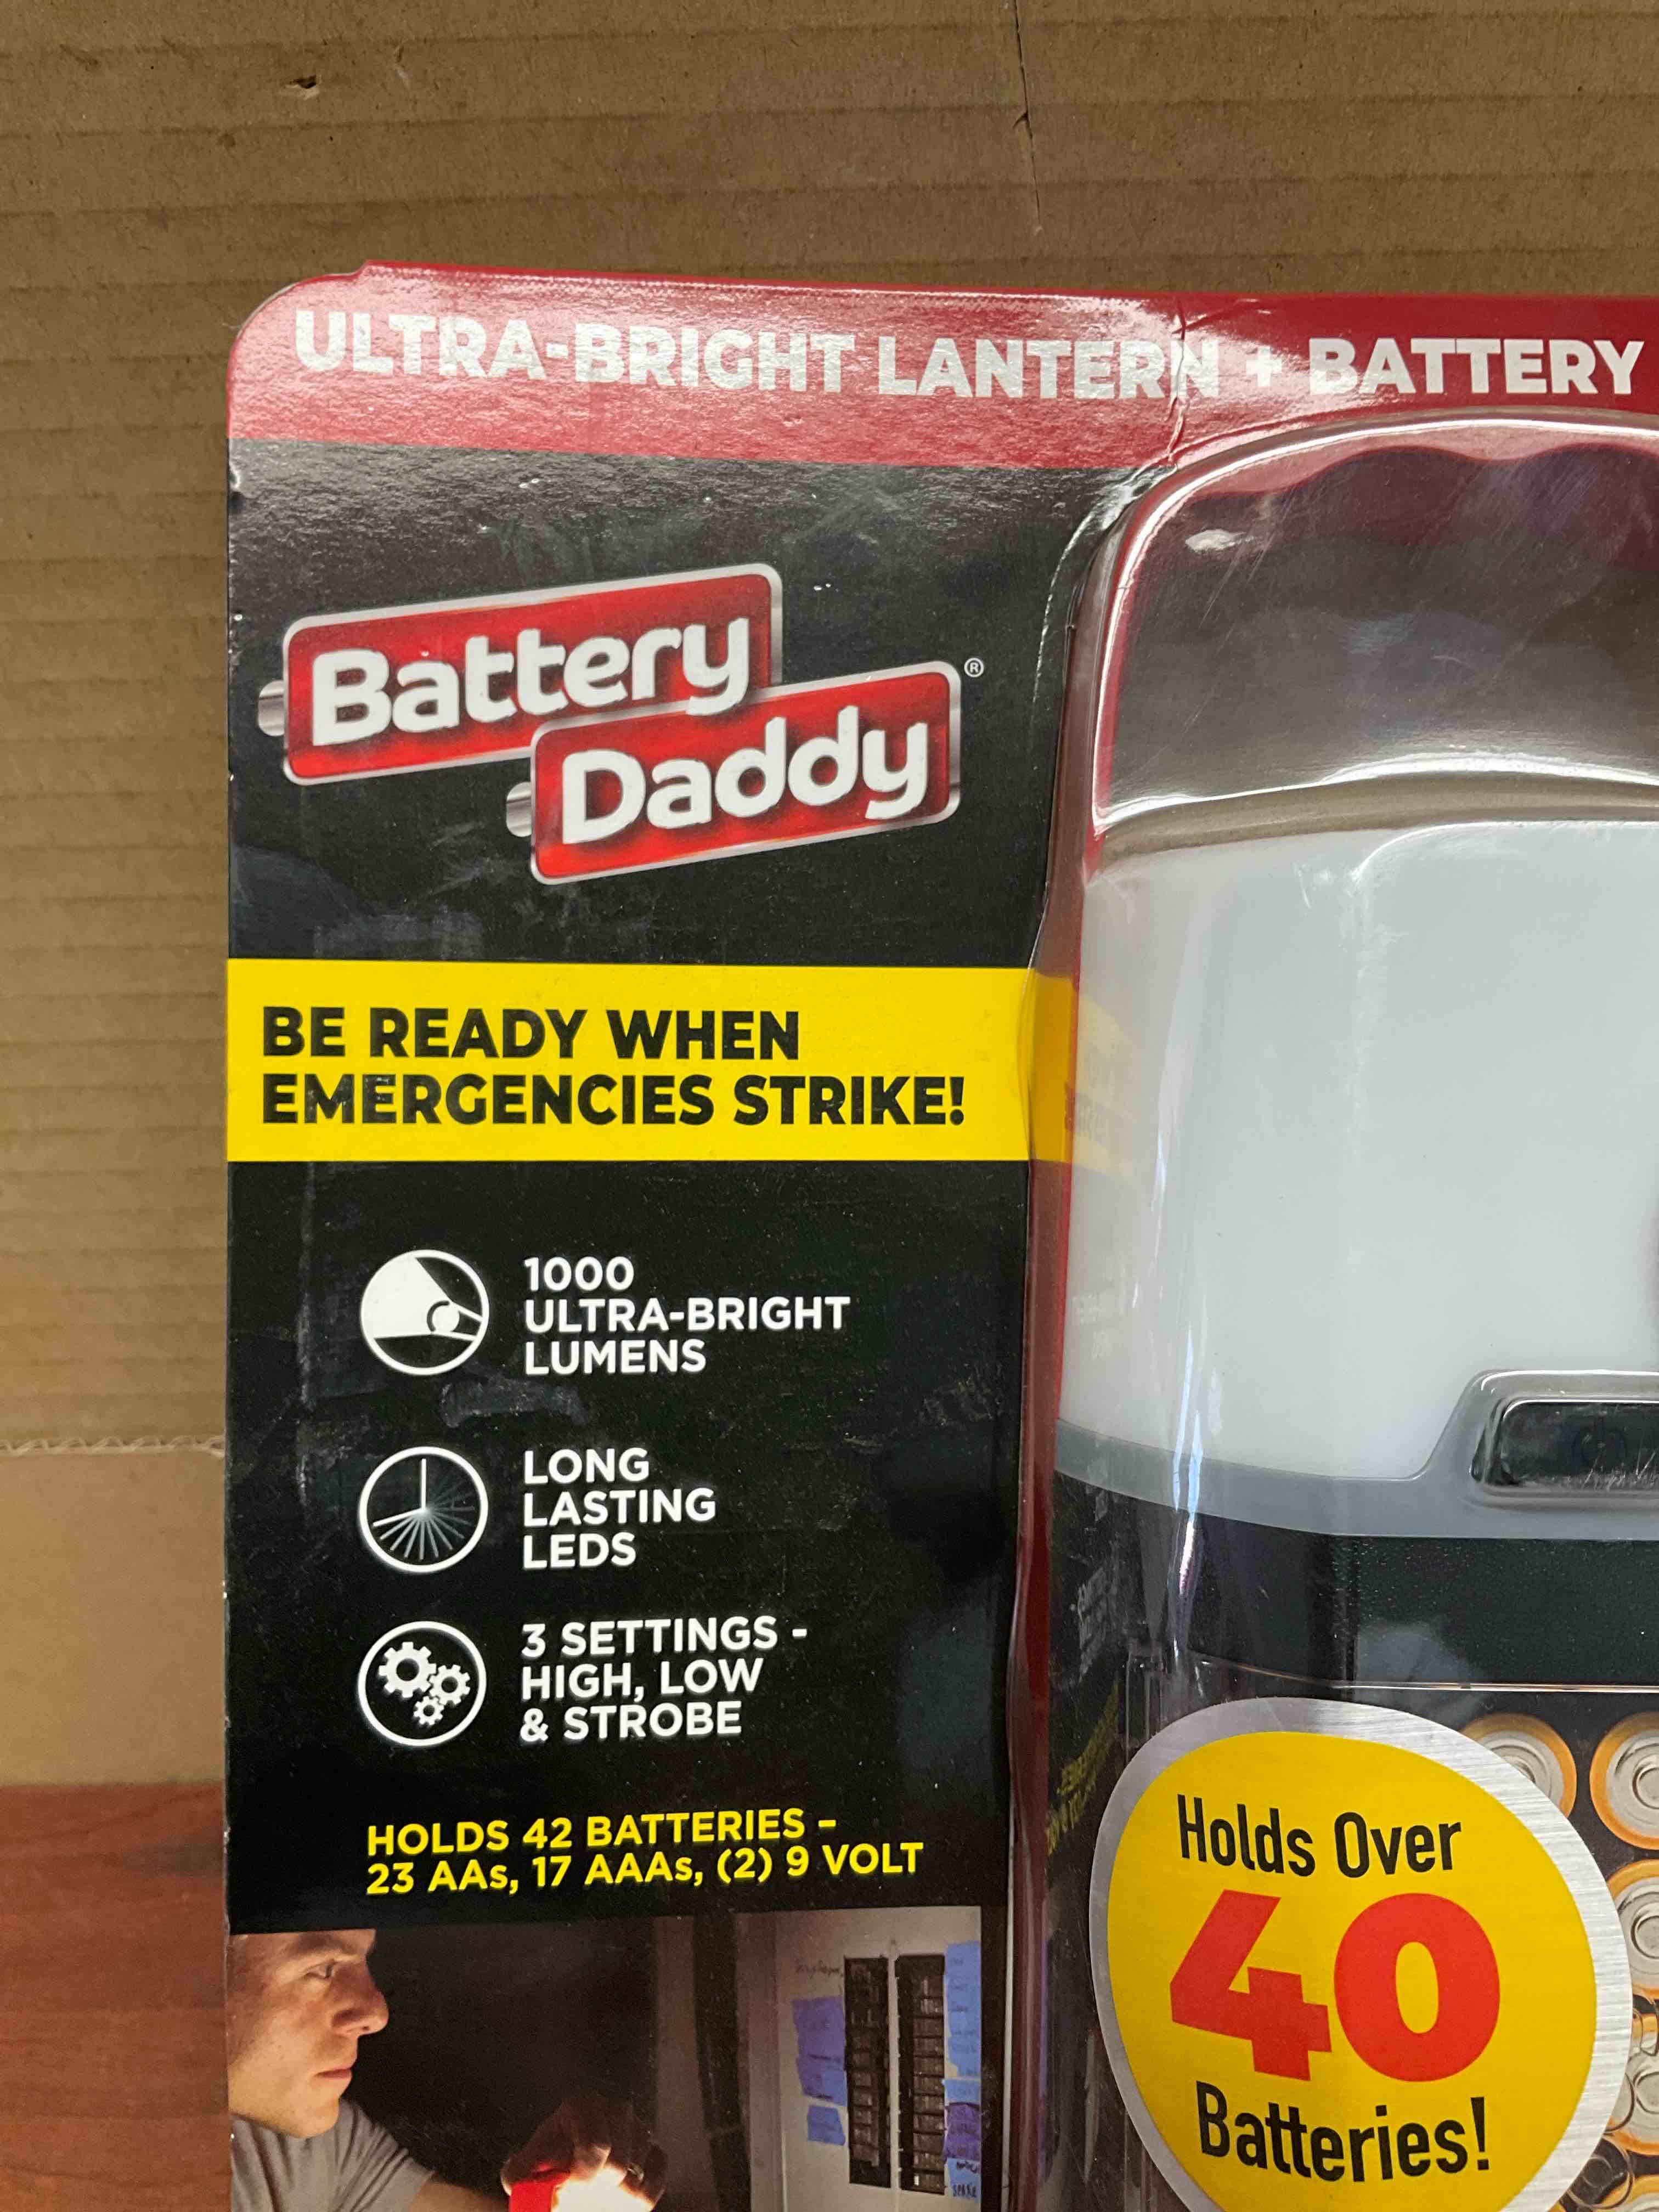 ULTRA-BRIGHT LANTERN + BATTERY
Battery
Daddy®
BE READY WHEN
EMERGENCIES STRIKE!
1000
ULTRA-BRIGHT
LUMENS
LONG
LASTING
LEDS
3 SETTINGS -
HIGH, LOW
& STROBE
HOLDS 42 BATTERIES -
23 AAs, 17 AAAs, (2) 9 VOLT
Holds Over
40
Batteries!